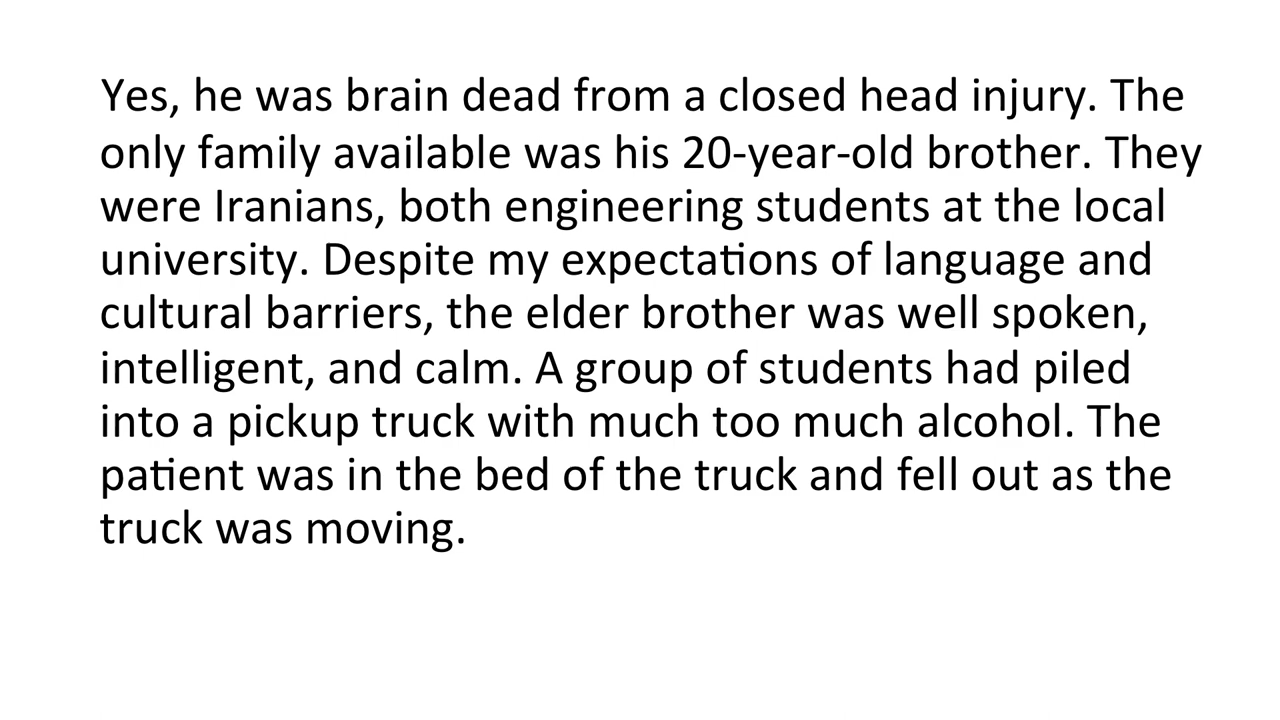 Yes, he was brain dead from a closed head injury. The
only family available was his 20-year-old brother. They
were Iranians, both engineering students at the local
university. Despite my expectations of language and
cultural barriers, the elder brother was well spoken,
intelligent, and calm. A group of students had piled
into a pickup truck with much too much alcohol. The
patient was in the bed of the truck and fell out as the
truck was moving.